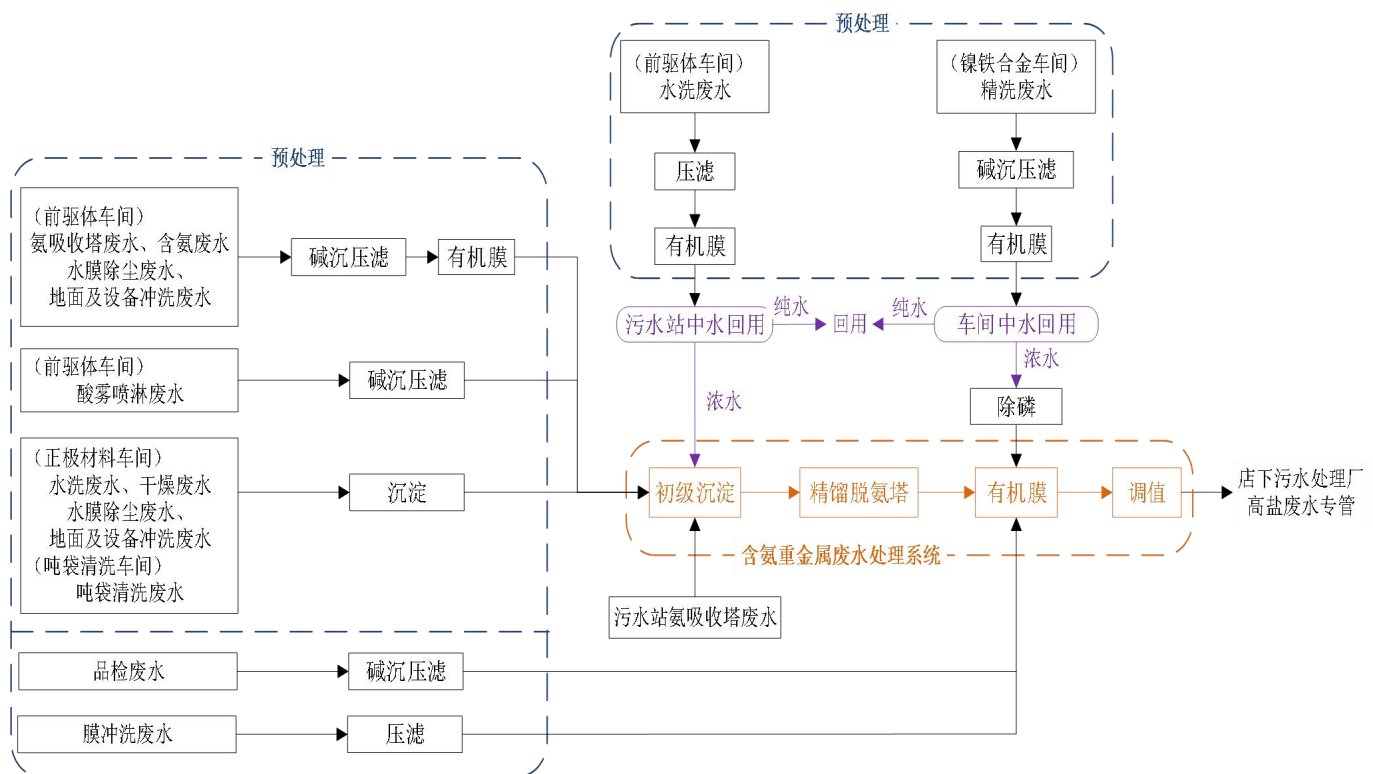 预处理
（前驱体车间）
水洗废水
（镍铁合金车间）
精洗废水
压滤
碱沉压滤
有机膜
有机膜
污水站中水回用
纯水
回用
纯水
车间中水回用
浓水
浓水
除磷
预处理
（前驱体车间）
氨吸收塔废水、含氨废水
水膜除尘废水、
地面及设备冲洗废水
碱沉压滤
有机膜
（前驱体车间）
酸雾喷淋废水
碱沉压滤
（正极材料车间）
水洗废水、干燥废水
水膜除尘废水、
地面及设备冲洗废水
（吨袋清洗车间）
吨袋清洗废水
沉淀
初级沉淀
精馏脱氨塔
有机膜
调值
店下污水处理厂
高盐废水专管
含氨重金属废水处理系统
污水站氨吸收塔废水
品检废水
碱沉压滤
膜冲洗废水
压滤